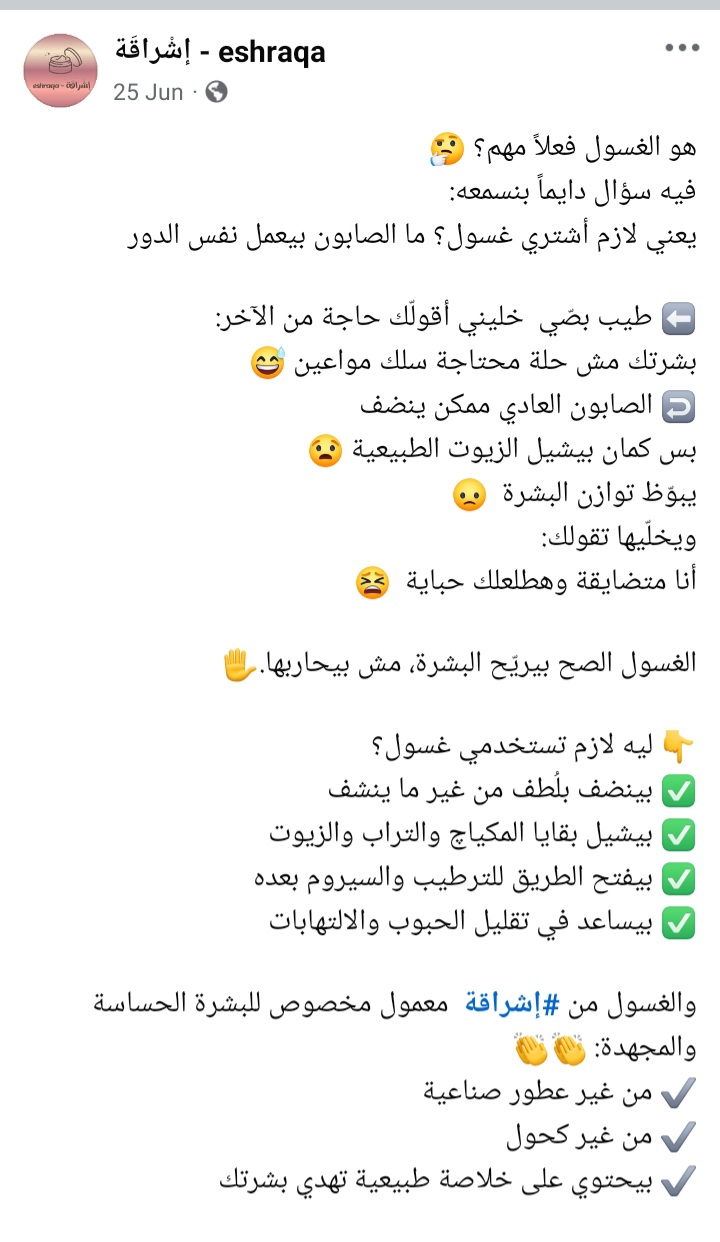 إشْراقَة - eshraqa
25 Jun ·
eshraqa - إشراقة
هو الغسول فعلاً مهم؟ 🤔
فيه سؤال دايماً بنسمعه:
يعني لازم أشتري غسول؟ ما الصابون بيعمل نفس الدور
⬅️ طيب بصّي خليني أقولّك حاجة من الآخر:
بشرتك مش حلة محتاجة سلك مواعين 😅
↩️ الصابون العادي ممكن ينضف
بس كمان بيشيل الزيوت الطبيعية 😧
يبوّظ توازن البشرة 😞
ويخلّيها تقولك:
أنا متضايقة وهطلعلك حباية 😫
الغسول الصح بيريّح البشرة، مش بيحاربها.✋
👇 ليه لازم تستخدمي غسول؟
✅ بينضف بلُطف من غير ما ينشف
✅ بيشيل بقايا المكياچ والتراب والزيوت
✅ بيفتح الطريق للترطيب والسيروم بعده
✅ بيساعد في تقليل الحبوب والالتهابات
والغسول من #إشراقة معمول مخصوص للبشرة الحساسة
والمجهدة: 👏👏
✔️ من غير عطور صناعية
✔️ من غير كحول
✔️ بيحتوي على خلاصة طبيعية تهدي بشرتك